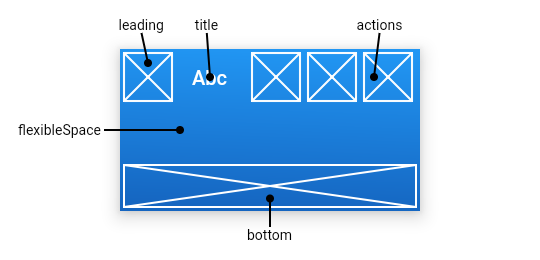 leading
title
actions
Abc
flexibleSpace
bottom